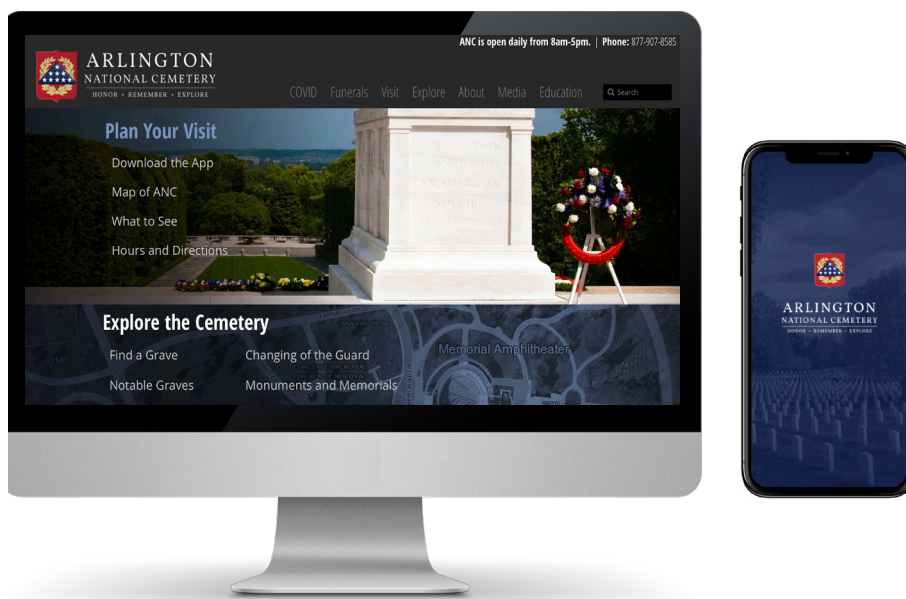 ANC is open daily from 8am-5pm. | Phone: 877-907-8585
ARLINGTON
NATIONAL CEMETERY
HONOR • REMEMBER • EXPLORE
COVID Funerals Visit Explore About Media Education Search
Plan Your Visit
Download the App
Map of ANC
What to See
Hours and Directions
AN AMERICAN
Explore the Cemetery
Find a Grave Changing of the Guard
Notable Graves Monuments and Memorials
Memorial Amphitheater
ARLINGTON
NATIONAL CEMETERY
HONOR • REMEMBER • EXPLORE